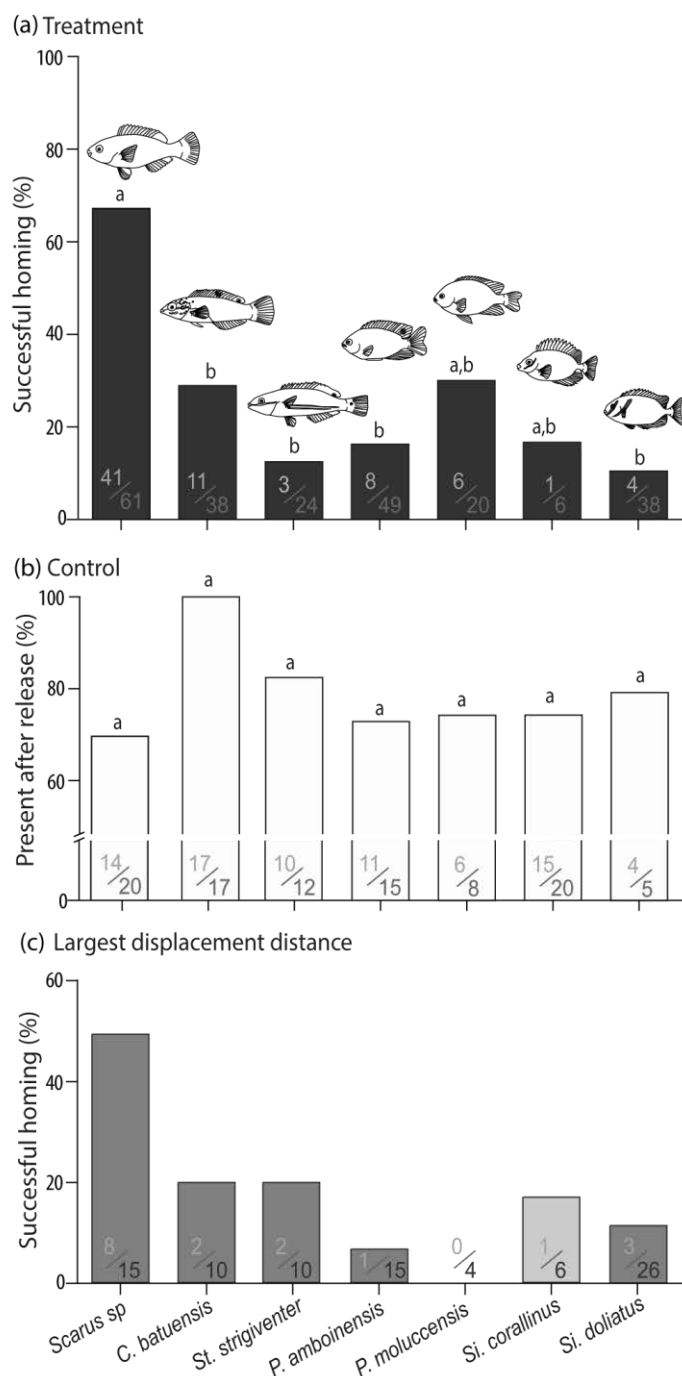 (a) Treatment
Successful homing (%)
100
80
60
40
20
0
a
b
b
b
a,b
a,b
b
41/61
11/38
3/24
8/49
6/20
1/6
4/38
(b) Control
Present after release (%)
100
80
60
0
a
a
a
a
a
a
a
14/20
17/17
10/12
11/15
6/8
15/20
4/5
(c) Largest displacement distance
Successful homing (%)
60
40
20
0
8/15
2/10
2/10
1/15
0/4
1/6
3/26
Scarus sp
C. batuensis
St. strigiventer
P. amboinensis
P. moluccensis
Si. corallinus
Si. doliatus